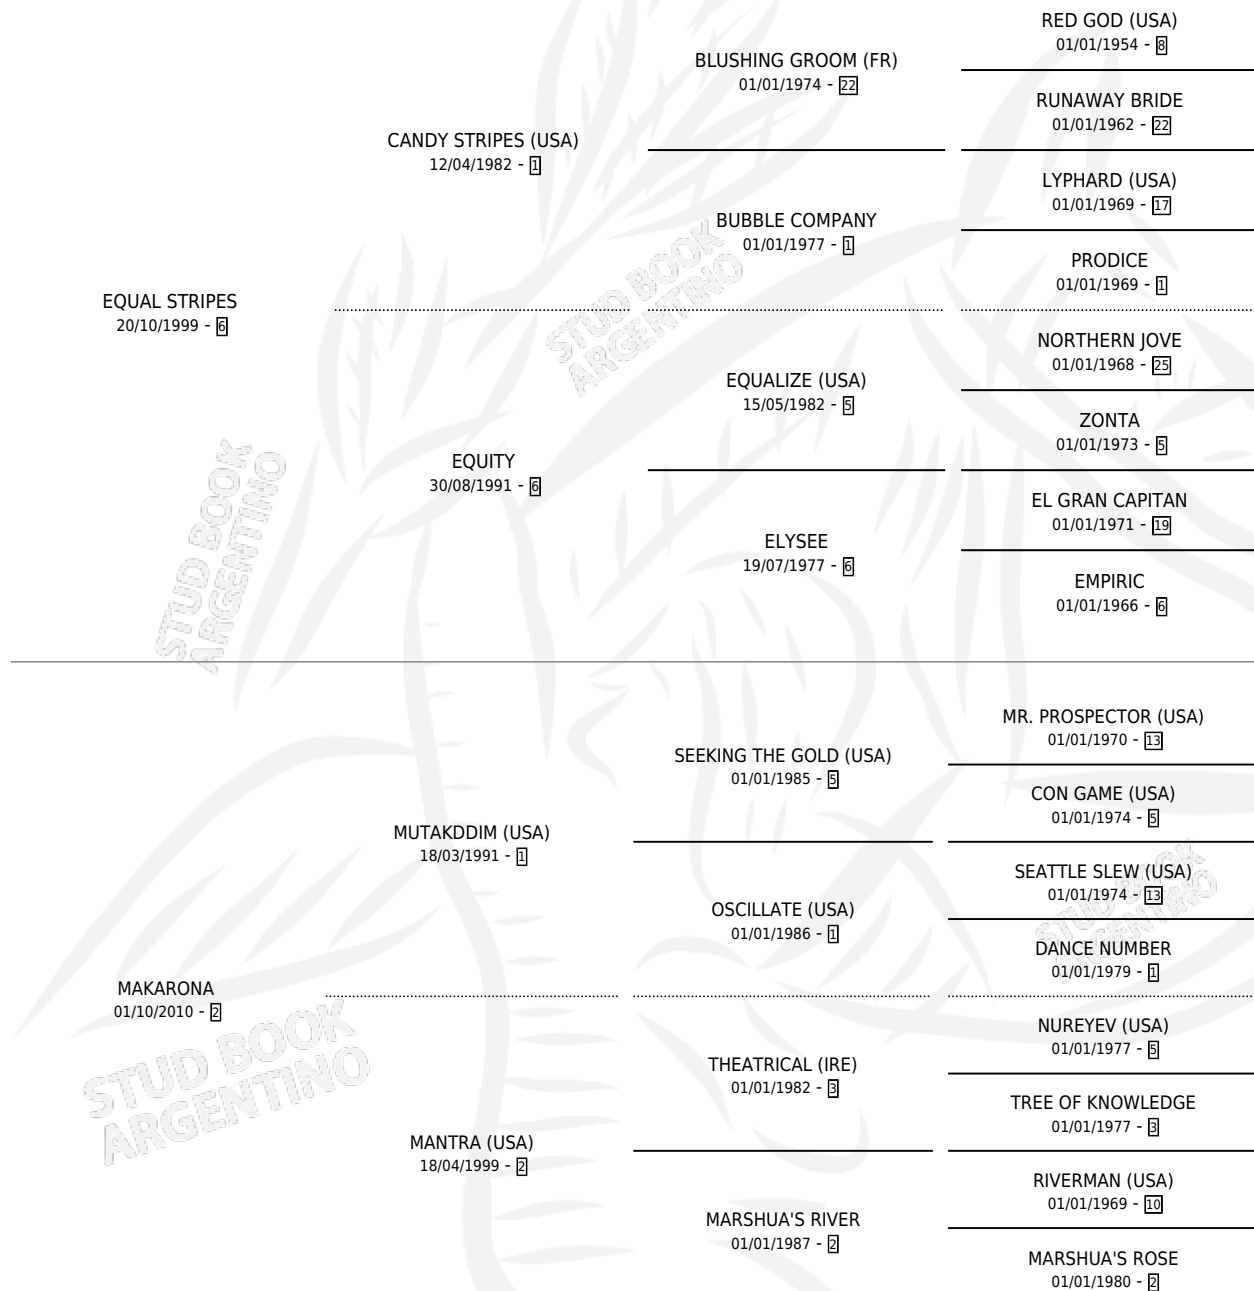 RED GOD (USA)
01/01/1954 - 8
BLUSHING GROOM (FR)
01/01/1974 - 22
RUNAWAY BRIDE
01/01/1962 - 22
CANDY STRIPES (USA)
12/04/1982 - 1
LYPHARD (USA)
01/01/1969 - 17
BUBBLE COMPANY
01/01/1977 - 1
PRODICE
01/01/1969 - 1
EQUAL STRIPES
20/10/1999 - 6
NORTHERN JOVE
01/01/1968 - 25
EQUALIZE (USA)
15/05/1982 - 5
ZONTA
01/01/1973 - 5
EQUITY
30/08/1991 - 6
EL GRAN CAPITAN
01/01/1971 - 19
ELYSEE
19/07/1977 - 6
EMPIRIC
01/01/1966 - 6
STUD BOOK
ARGENTINO
STUD BOOK
ARGENTINO
MR. PROSPECTOR (USA)
01/01/1970 - 13
SEEKING THE GOLD (USA)
01/01/1985 - 5
CON GAME (USA)
01/01/1974 - 5
MUTAKDDIM (USA)
18/03/1991 - 1
SEATTLE SLEW (USA)
01/01/1974 - 13
OSCILLATE (USA)
01/01/1986 - 1
DANCE NUMBER
01/01/1979 - 1
MAKARONA
01/10/2010 - 2
NUREYEV (USA)
01/01/1977 - 5
THEATRICAL (IRE)
01/01/1982 - 3
TREE OF KNOWLEDGE
01/01/1977 - 3
MANTRA (USA)
18/04/1999 - 2
RIVERMAN (USA)
01/01/1969 - 10
MARSHUA'S RIVER
01/01/1987 - 2
MARSHUA'S ROSE
01/01/1980 - 2
STUD BOOK
ARGENTINO
STUD BOOK
ARGENTINO